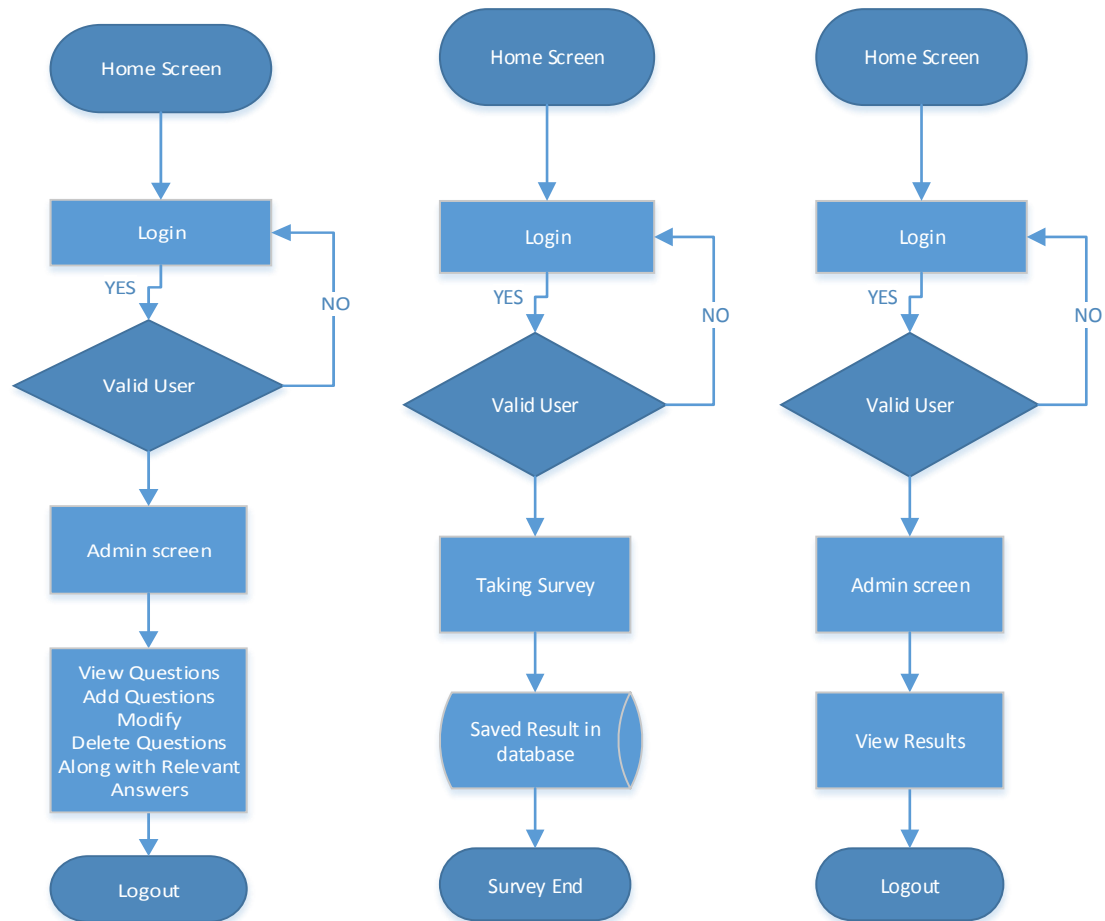 Home Screen
Login
YES
NO
Valid User
Admin screen
View Questions
Add Questions
Modify
Delete Questions
Along with Relevant
Answers
Logout
Home Screen
Login
YES
NO
Valid User
Taking Survey
Saved Result in
database
Survey End
Home Screen
Login
YES
NO
Valid User
Admin screen
View Results
Logout